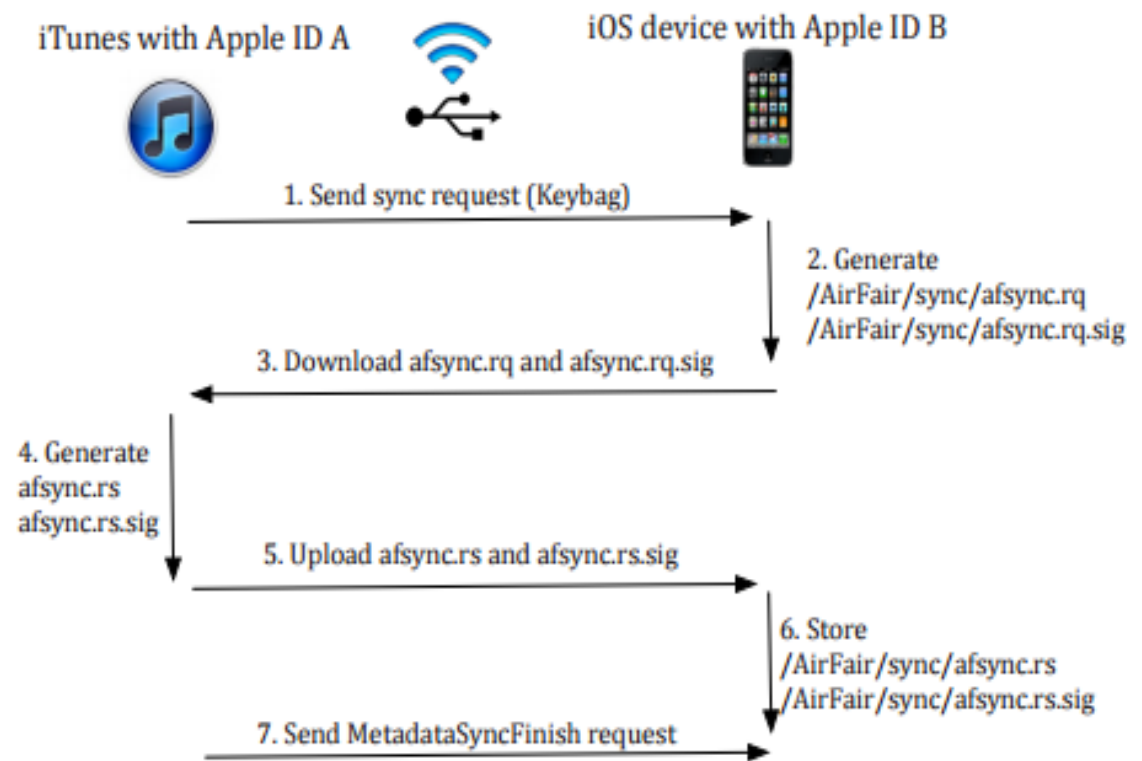 iTunes with Apple ID A
iOS device with Apple ID B
1. Send sync request (Keybag)
2. Generate
/AirFair/sync/afsync.rq
/AirFair/sync/afsync.rq.sig
3. Download afsync.rq and afsync.rq.sig
4. Generate
afsync.rs
afsync.rs.sig
5. Upload afsync.rs and afsync.rs.sig
6. Store
/AirFair/sync/afsync.rs
/AirFair/sync/afsync.rs.sig
7. Send MetadataSyncFinish request